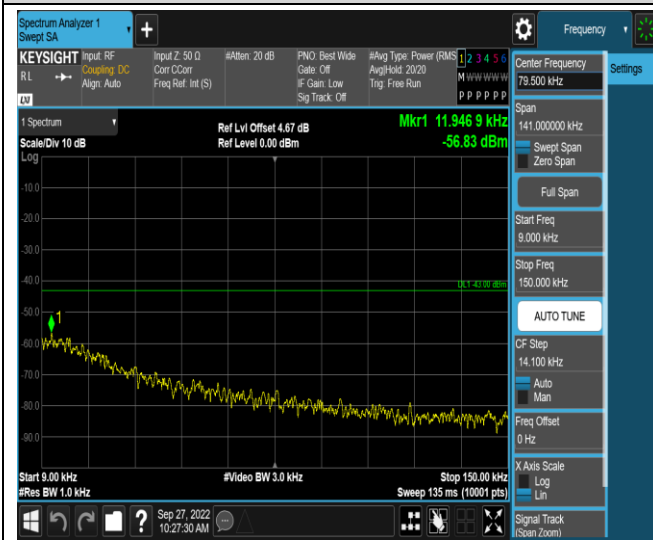 Spectrum Analyzer 1
Swept SA
Frequency
KEYSIGHT
RL
LXI
Input: RF
Coupling: DC
Align: Auto
Input Z: 50 Ω
Corr CCorr
Freq Ref: Int (S)
#Atten: 20 dB
PNO: Best Wide
Gate: Off
IF Gain: Low
Sig Track: Off
#Avg Type: Power (RMS
Avg|Hold: 20/20
Trig: Free Run
1 2 3 4 5 6
M W W W W W
P P P P P P
1 Spectrum
Scale/Div 10 dB
Log
Ref Lvl Offset 4.67 dB
Ref Level 0.00 dBm
Mkr1 11.946 9 kHz
-56.83 dBm
-10.0
-20.0
-30.0
-40.0
DL1 -43.00 dBm
-50.0
1
-60.0
-70.0
-80.0
-90.0
Start 9.00 kHz
#Res BW 1.0 kHz
#Video BW 3.0 kHz
Stop 150.00 kHz
Sweep 135 ms (10001 pts)
?
Sep 27, 2022
10:27:30 AM
Center Frequency
79.500 kHz
Span
141.000000 kHz
Swept Span
Zero Span
Full Span
Start Freq
9.000 kHz
Stop Freq
150.000 kHz
AUTO TUNE
CF Step
14.100 kHz
Auto
Man
Freq Offset
0 Hz
X Axis Scale
Log
Lin
Signal Track
(Span Zoom)
Settings